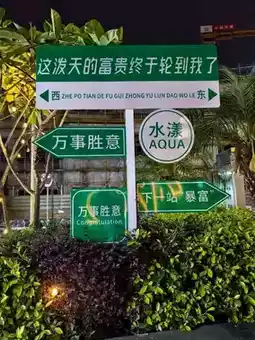 这泼天的富贵终于轮到我了
西 ZHE PO TIAN DE FU GUI ZHONG YU LUN DAO WO LE 东
万事胜意
水漾
AQUA
万事胜意
Congratulation
下一站“暴富”